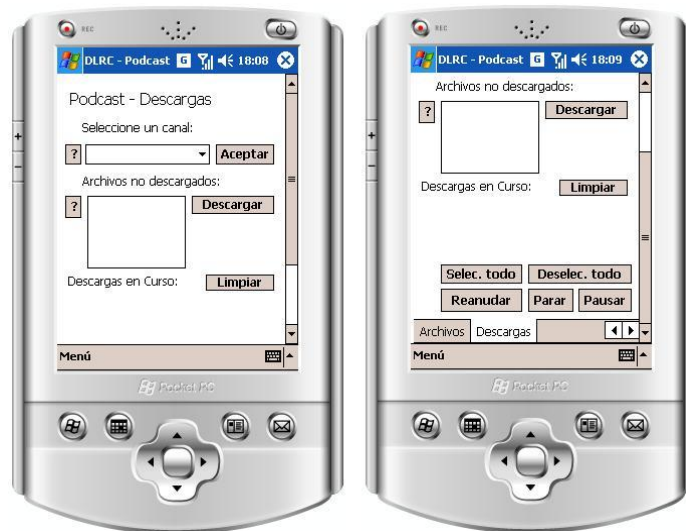 REC
DLRC - Podcast G 18:08
Podcast - Descargas
Seleccione un canal:
? Aceptar
Archivos no descargados:
? Descargar
Descargas en Curso: Limpiar
Menú
Pocket PC
REC
DLRC - Podcast G 18:09
Archivos no descargados:
? Descargar
Descargas en Curso: Limpiar
Selec. todo Deselec. todo
Reanudar Parar Pausar
Archivos Descargas
Menú
Pocket PC